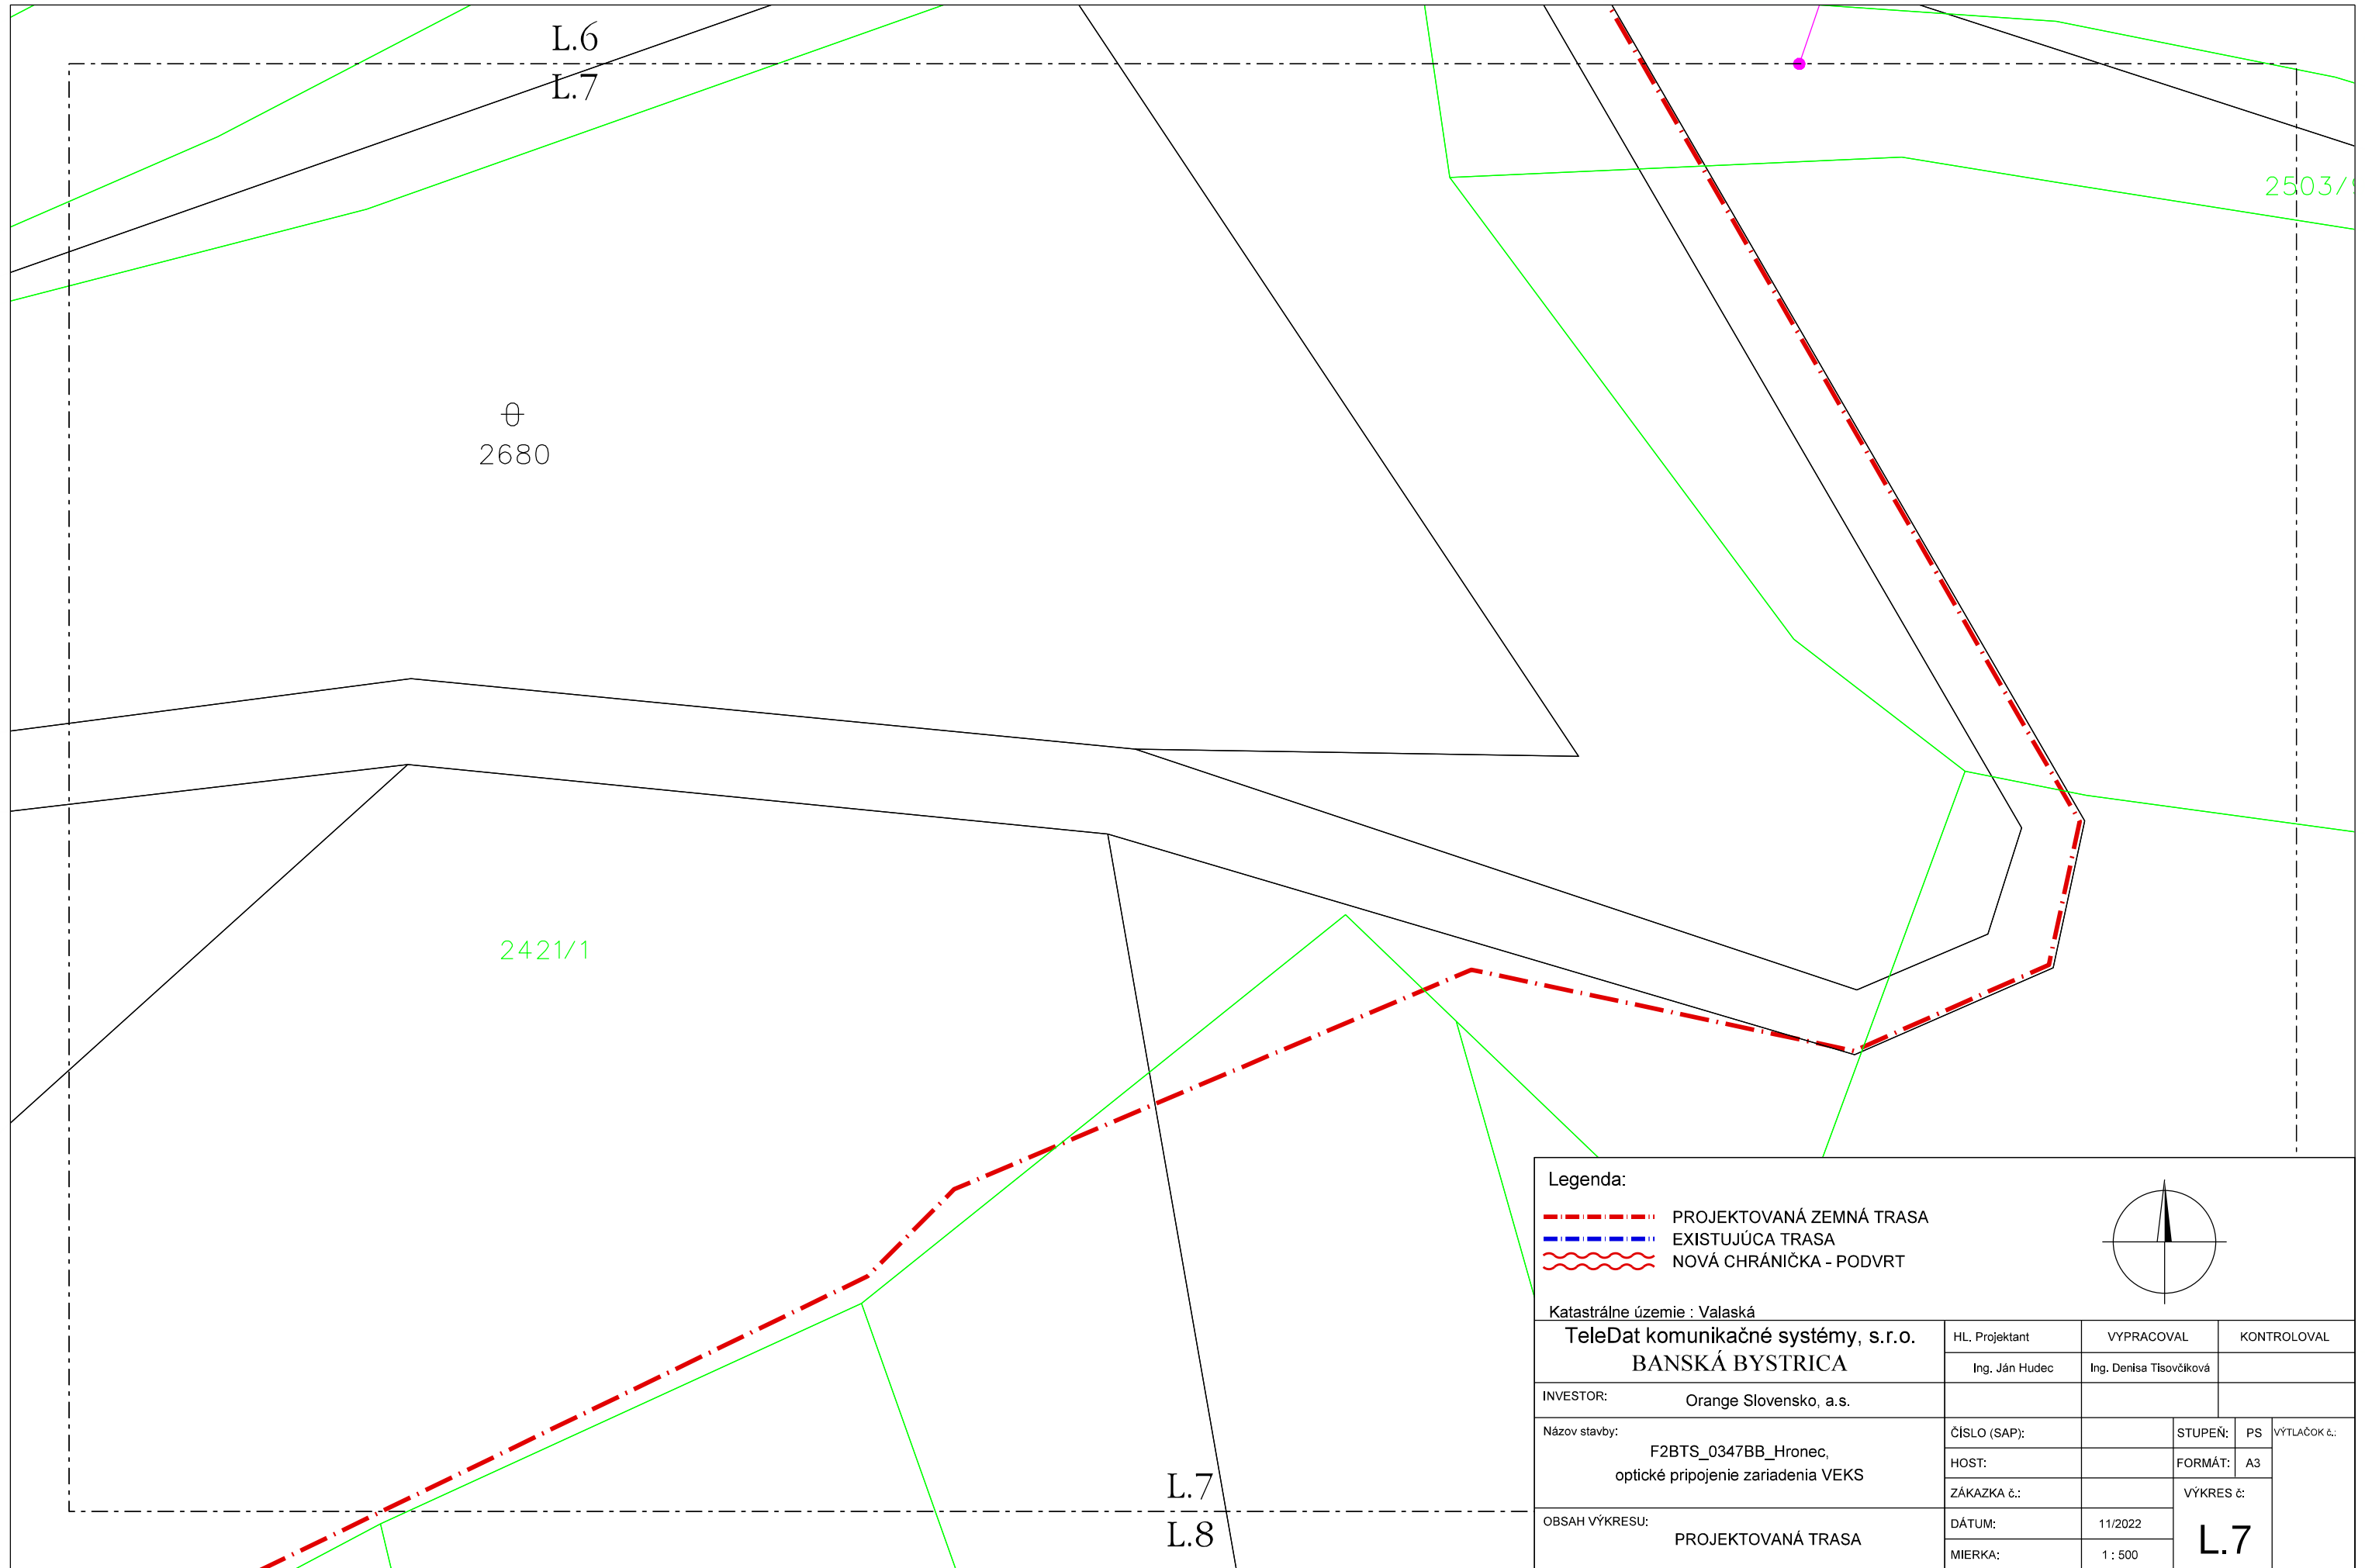 L.6
L.7
2503/
0
2680
2421/1
L.7
L.8
Legenda:
PROJEKTOVANÁ ZEMNÁ TRASA
EXISTUJÚCA TRASA
NOVÁ CHRÁNIČKA - PODVRT
Katastrálne územie : Valaská
TeleDat komunikačné systémy, s.r.o.
BANSKÁ BYSTRICA
HL. Projektant VYPRACOVAL KONTROLOVAL
Ing. Ján Hudec Ing. Denisa Tisovčíková
INVESTOR: Orange Slovensko, a.s.
Názov stavby:
F2BTS_0347BB_Hronec,
optické pripojenie zariadenia VEKS
ČÍSLO (SAP): STUPEŇ: PS VÝTLAČOK č.:
HOST: FORMÁT: A3
ZÁKAZKA č.: VÝKRES č:
OBSAH VÝKRESU:
PROJEKTOVANÁ TRASA
DÁTUM: 11/2022
L.7
MIERKA: 1 : 500